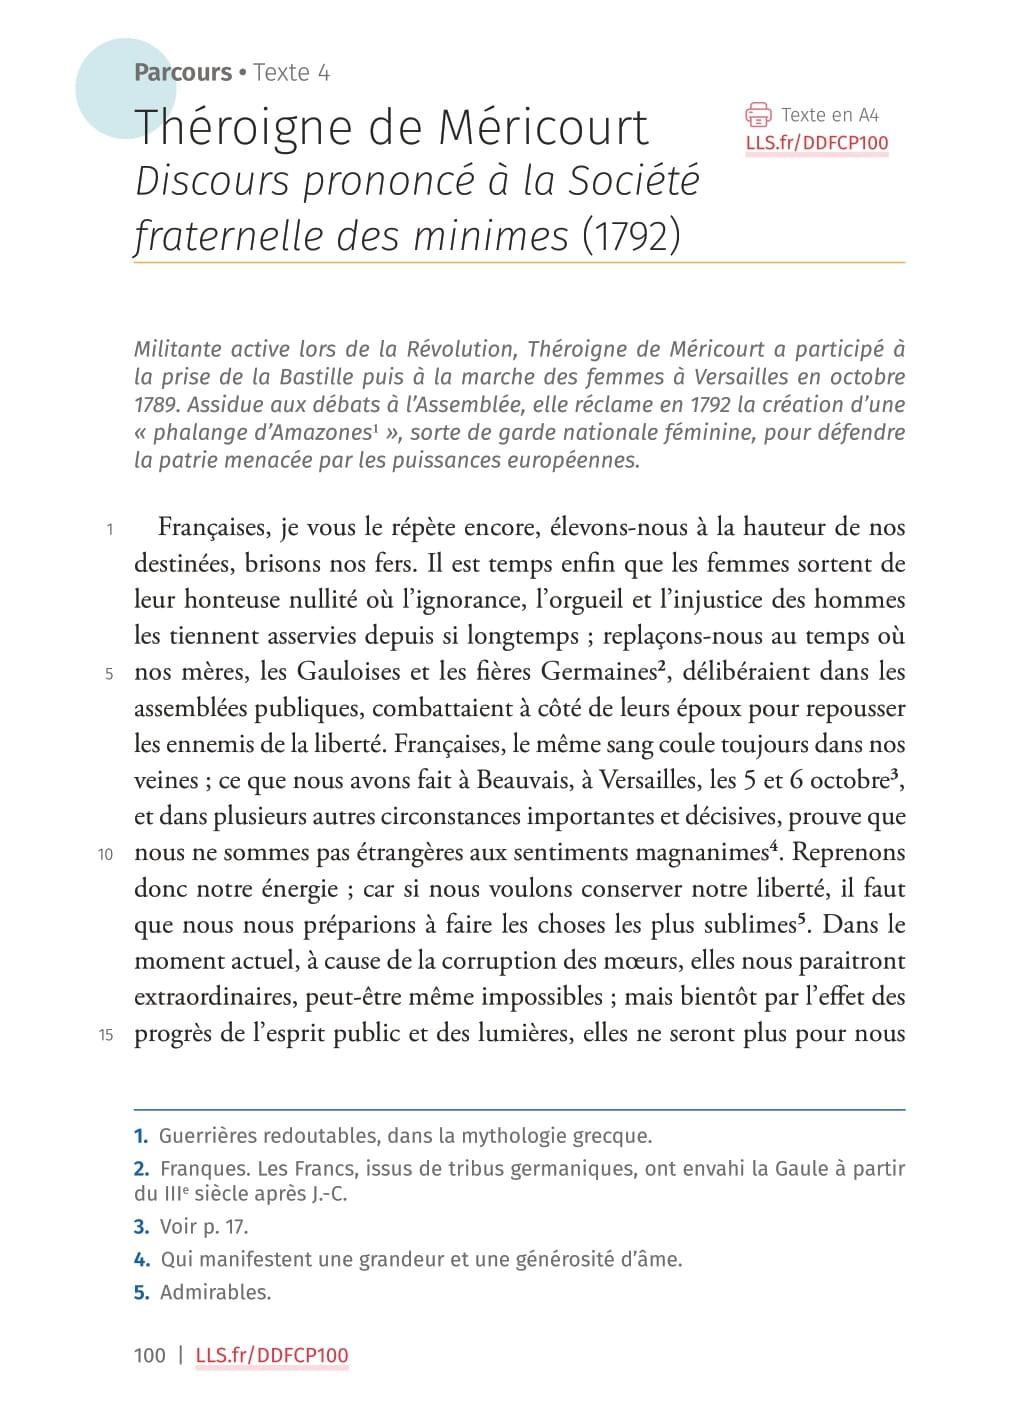 Parcours • Texte 4
Théroigne de Méricourt
Discours prononcé à la Société
fraternelle des minimes (1792)
Texte en A4
LLS.fr/DDFCP100
Militante active lors de la Révolution, Théroigne de Méricourt a participé à
la prise de la Bastille puis à la marche des femmes à Versailles en octobre
1789. Assidue aux débats à l’Assemblée, elle réclame en 1792 la création d’une
« phalange d’Amazones¹ », sorte de garde nationale féminine, pour défendre
la patrie menacée par les puissances européennes.
1 Françaises, je vous le répète encore, élevons-nous à la hauteur de nos
destinées, brisons nos fers. Il est temps enfin que les femmes sortent de
leur honteuse nullité où l’ignorance, l’orgueil et l’injustice des hommes
les tiennent asservies depuis si longtemps ; replaçons-nous au temps où
5 nos mères, les Gauloises et les fières Germaines², délibéraient dans les
assemblées publiques, combattaient à côté de leurs époux pour repousser
les ennemis de la liberté. Françaises, le même sang coule toujours dans nos
veines ; ce que nous avons fait à Beauvais, à Versailles, les 5 et 6 octobre³,
et dans plusieurs autres circonstances importantes et décisives, prouve que
10 nous ne sommes pas étrangères aux sentiments magnanimes⁴. Reprenons
donc notre énergie ; car si nous voulons conserver notre liberté, il faut
que nous nous préparions à faire les choses les plus sublimes⁵. Dans le
moment actuel, à cause de la corruption des mœurs, elles nous paraitront
extraordinaires, peut-être même impossibles ; mais bientôt par l’effet des
15 progrès de l’esprit public et des lumières, elles ne seront plus pour nous
1. Guerrières redoutables, dans la mythologie grecque.
2. Franques. Les Francs, issus de tribus germaniques, ont envahi la Gaule à partir
du IIIᵉ siècle après J.-C.
3. Voir p. 17.
4. Qui manifestent une grandeur et une générosité d’âme.
5. Admirables.
100 | LLS.fr/DDFCP100